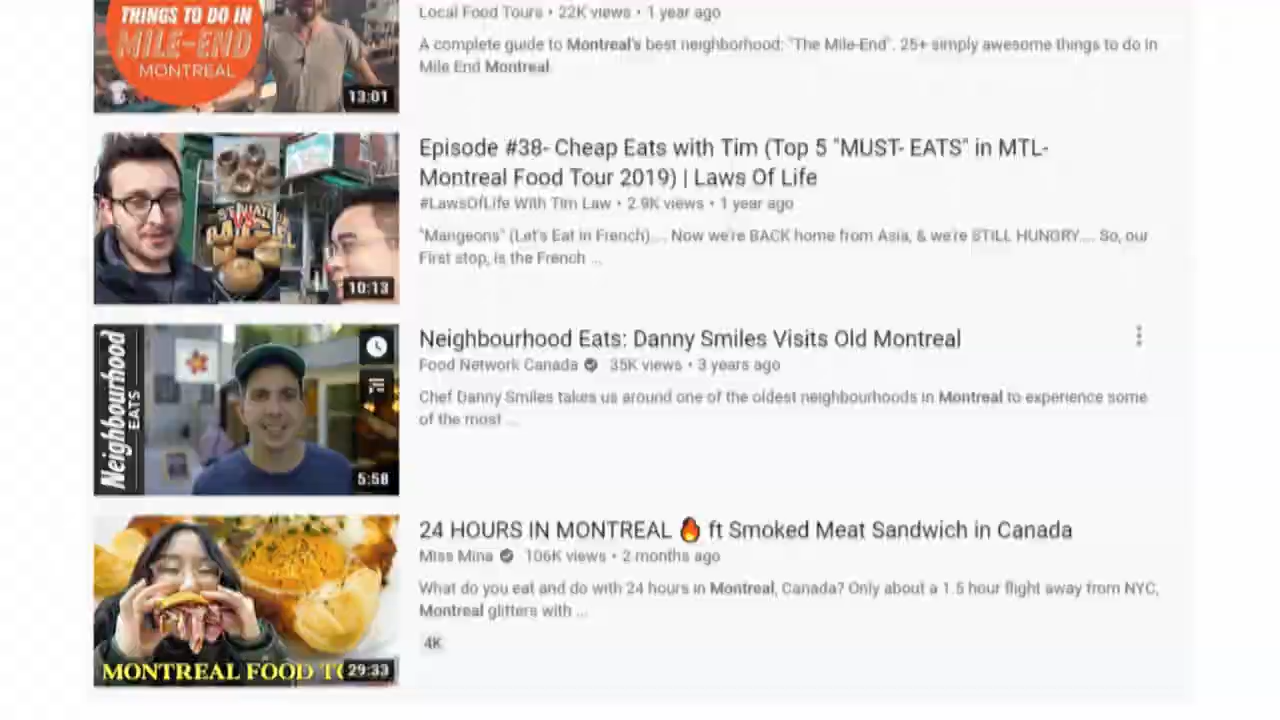 THINGS TO DO IN
MILE-END
MONTREAL
13:01
Local Food Tours • 22K views • 1 year ago
A complete guide to Montreal's best neighborhood: "The Mile-End". 25+ simply awesome things to do in
Mile End Montreal.
10:13
Episode #38- Cheap Eats with Tim (Top 5 "MUST- EATS" in MTL-
Montreal Food Tour 2019) | Laws Of Life
#LawsOfLife With Tim Law • 2.9K views • 1 year ago
"Mangeons" (Let's Eat in French).... Now we're BACK home from Asia, & we're STILL HUNGRY.... So, our
First stop, is the French ...
Neighbourhood
EATS
5:58
Neighbourhood Eats: Danny Smiles Visits Old Montreal
Food Network Canada 35K views • 3 years ago
Chef Danny Smiles takes us around one of the oldest neighbourhoods in Montreal to experience some
of the most ...
MONTREAL FOOD
29:33
24 HOURS IN MONTREAL 🔥 ft Smoked Meat Sandwich in Canada
Miss Mina 106K views • 2 months ago
What do you eat and do with 24 hours in Montreal, Canada? Only about a 1.5 hour flight away from NYC,
Montreal glitters with ...
4K